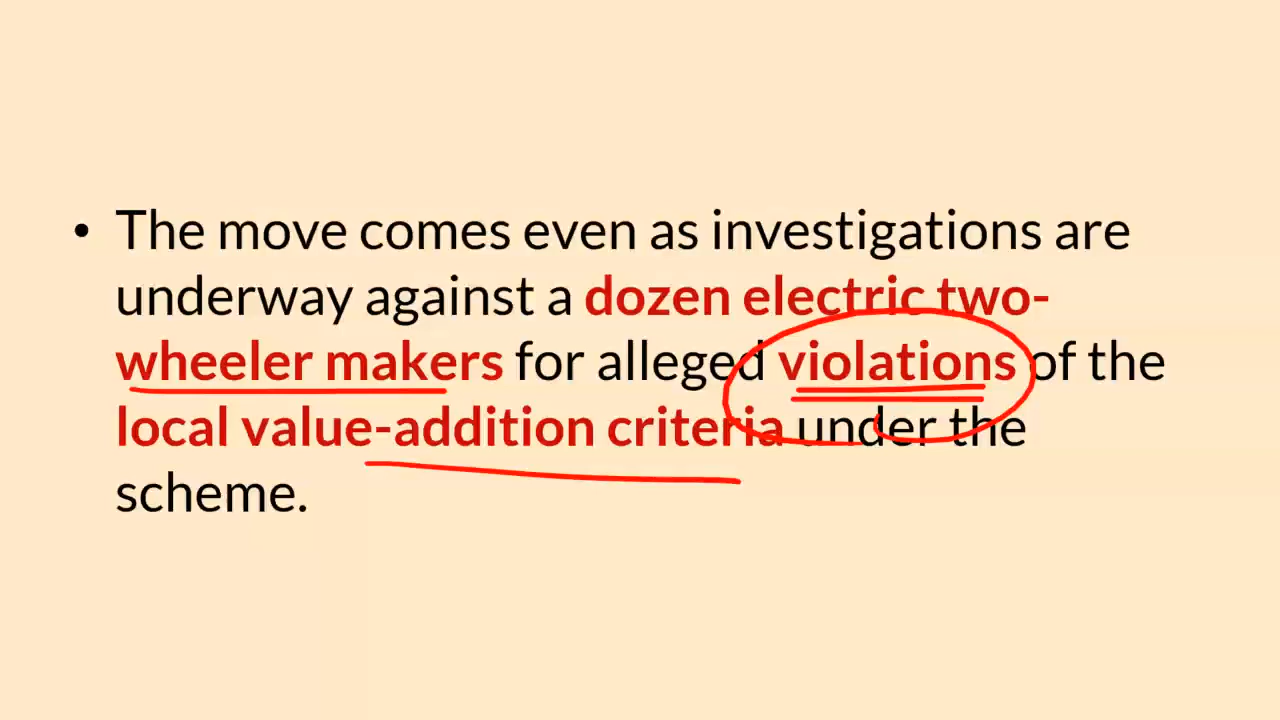 • The move comes even as investigations are
underway against a dozen electric two-
wheeler makers for alleged violations of the
local value-addition criteria under the
scheme.